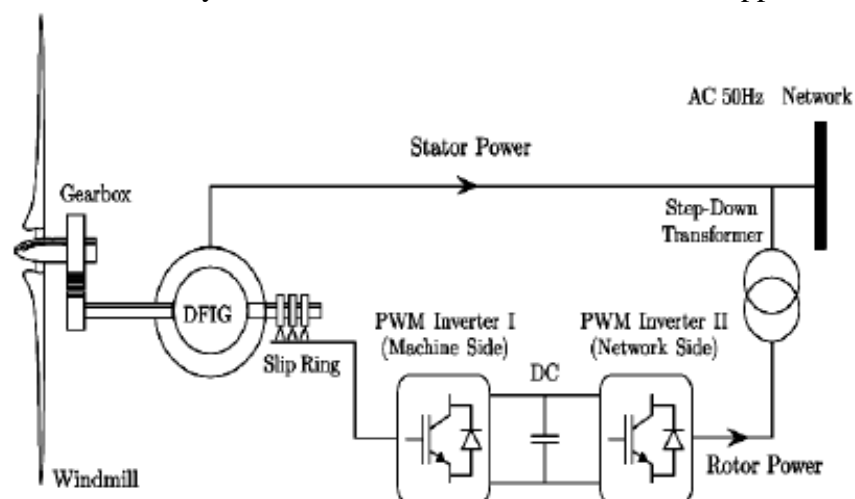 AC 50Hz Network
Stator Power
Gearbox
Step-Down
Transformer
DFIG
PWM Inverter I
(Machine Side)
PWM Inverter II
(Network Side)
Slip Ring
DC
Rotor Power
Windmill